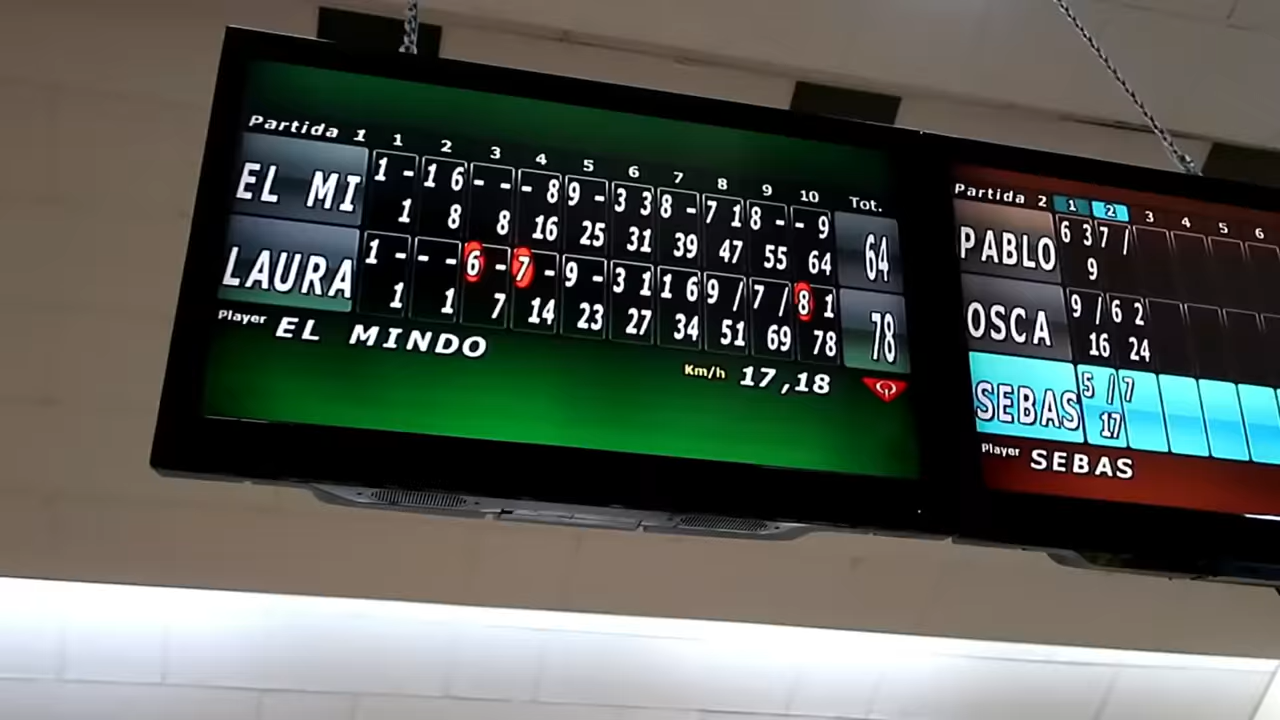 Partida 1 1 2 3 4 5 6 7 8 9 10 Tot.
EL MI 1 - 1 6 - - - 8 9 - 3 3 8 - 7 1 8 - - 9
1 8 8 16 25 31 39 47 55 64 64
LAURA 1 - - - 6 - 7 - 9 - 3 1 1 6 9 / 7 / 8 1
1 1 7 14 23 27 34 51 69 78 78
Player EL MINDO
Km/h 17,18
Partida 2 1 2 3 4 5 6
PABLO 6 3 7 /
9
OSCA 9 / 6 2
16 24
SEBAS 5 / 7
17
Player SEBAS